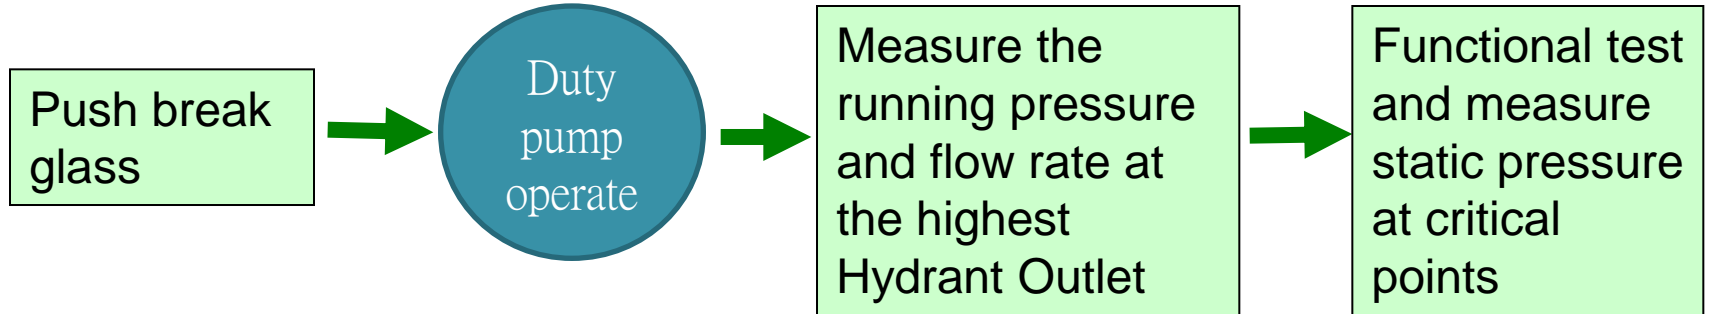 Push break
glass
Duty
pump
operate
Measure the
running pressure
and flow rate at
the highest
Hydrant Outlet
Functional test
and measure
static pressure
at critical
points